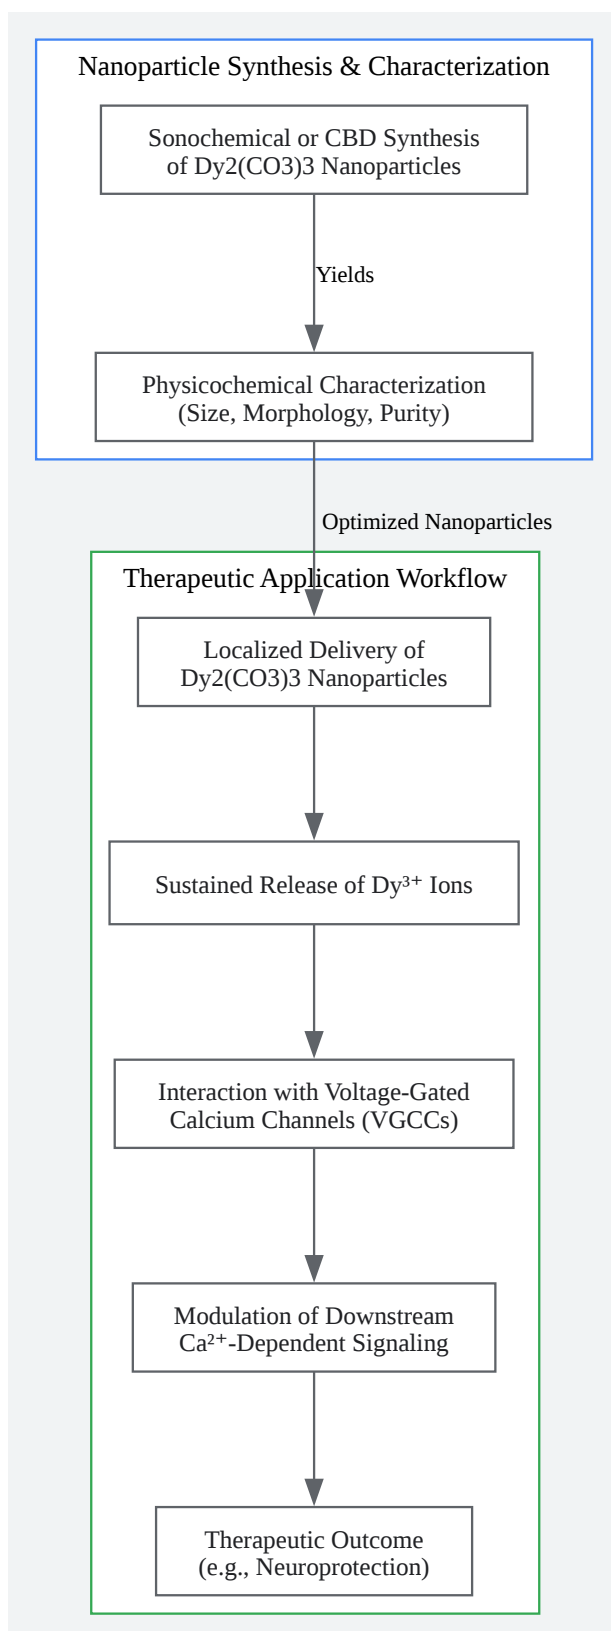 Nanoparticle Synthesis & Characterization
Sonochemical or CBD Synthesis
of Dy2(CO3)3 Nanoparticles
Yields
Physicochemical Characterization
(Size, Morphology, Purity)
Optimized Nanoparticles
Therapeutic Application Workflow
Localized Delivery of
Dy2(CO3)3 Nanoparticles
Sustained Release of Dy³⁺ Ions
Interaction with Voltage-Gated
Calcium Channels (VGCCs)
Modulation of Downstream
Ca²⁺-Dependent Signaling
Therapeutic Outcome
(e.g., Neuroprotection)